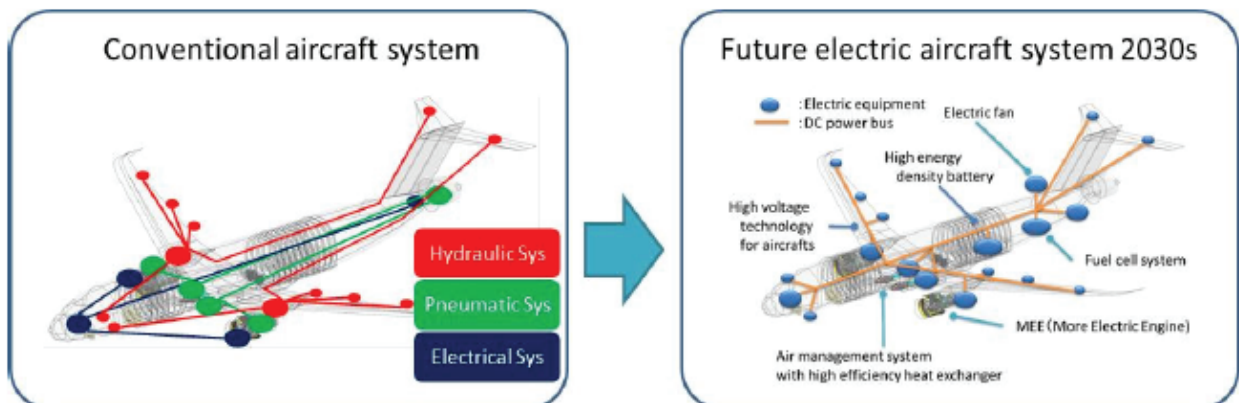 Conventional aircraft system
Hydraulic Sys
Pneumatic Sys
Electrical Sys
Future electric aircraft system 2030s
: Electric equipment
: DC power bus
Electric fan
High energy
density battery
High voltage
technology
for aircrafts
Fuel cell system
MEE (More Electric Engine)
Air management system
with high efficiency heat exchanger